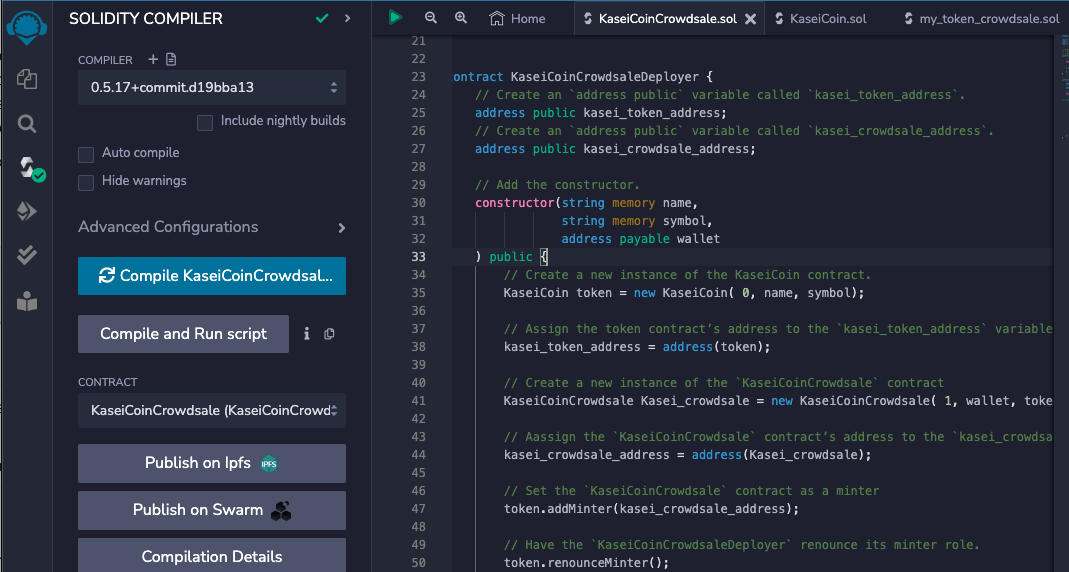 SOLIDITY COMPILER
COMPILER
0.5.17+commit.d19bba13
Include nightly builds
Auto compile
Hide warnings
Advanced Configurations
Compile KaseiCoinCrowdsal...
Compile and Run script
CONTRACT
KaseiCoinCrowdsale (KaseiCoinCrowd
Publish on Ipfs
IPFS
Publish on Swarm
Compilation Details
Home
KaseiCoinCrowdsale.sol
KaseiCoin.sol
my_token_crowdsale.sol
21
22
23 ontract KaseiCoinCrowdsaleDeployer {
24 // Create an `address public` variable called `kasei_token_address`.
25 address public kasei_token_address;
26 // Create an `address public` variable called `kasei_crowdsale_address`.
27 address public kasei_crowdsale_address;
28
29 // Add the constructor.
30 constructor(string memory name,
31 string memory symbol,
32 address payable wallet
33 ) public {
34 // Create a new instance of the KaseiCoin contract.
35 KaseiCoin token = new KaseiCoin( 0, name, symbol);
36
37 // Assign the token contract’s address to the `kasei_token_address` variable
38 kasei_token_address = address(token);
39
40 // Create a new instance of the `KaseiCoinCrowdsale` contract
41 KaseiCoinCrowdsale Kasei_crowdsale = new KaseiCoinCrowdsale( 1, wallet, toke
42
43 // Aassign the `KaseiCoinCrowdsale` contract’s address to the `kasei_crowdsa
44 kasei_crowdsale_address = address(Kasei_crowdsale);
45
46 // Set the `KaseiCoinCrowdsale` contract as a minter
47 token.addMinter(kasei_crowdsale_address);
48
49 // Have the `KaseiCoinCrowdsaleDeployer` renounce its minter role.
50 token.renounceMinter();